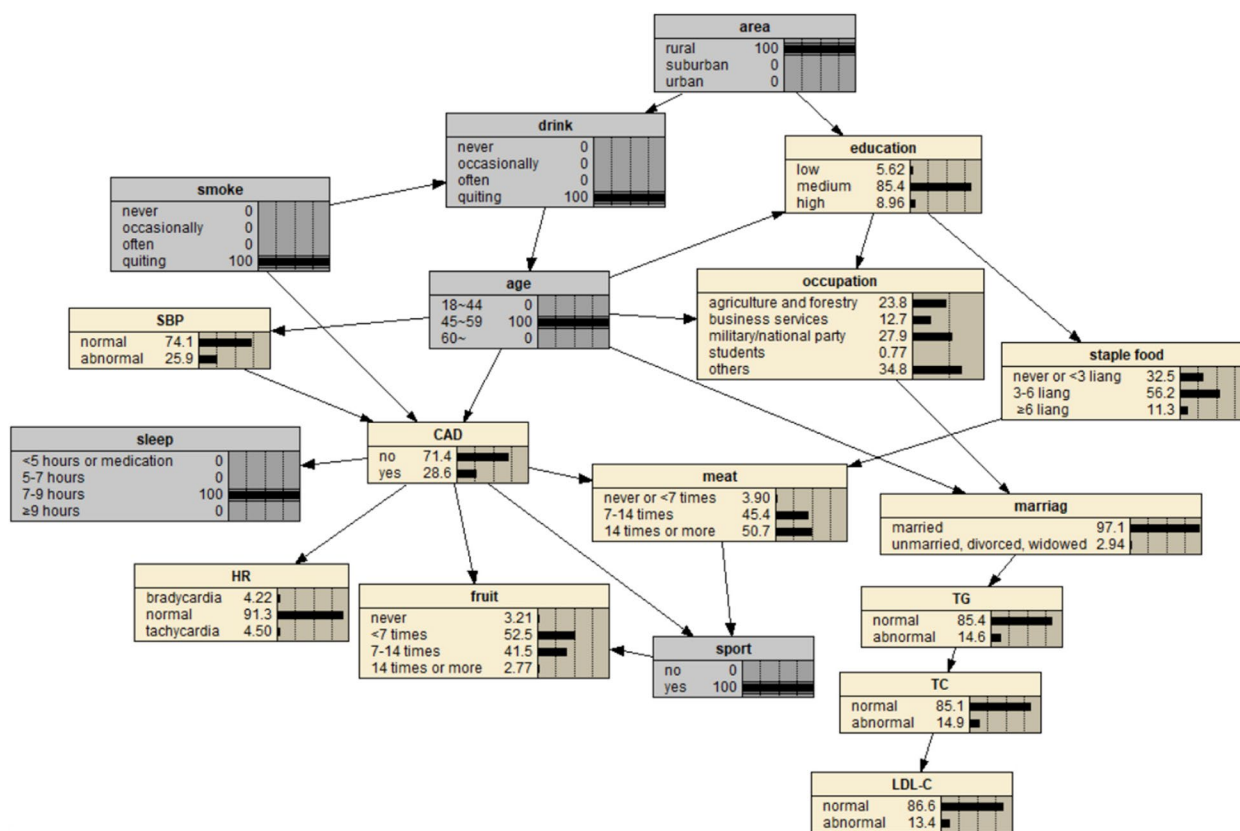 area
rural 100
suburban 0
urban 0
drink
never 0
occasionally 0
often 0
quiting 100
education
low 5.62
medium 85.4
high 8.96
smoke
never 0
occasionally 0
often 0
quiting 100
age
18~44 0
45~59 100
60~ 0
occupation
agriculture and forestry 23.8
business services 12.7
military/national party 27.9
students 0.77
others 34.8
SBP
normal 74.1
abnormal 25.9
staple food
never or <3 liang 32.5
3-6 liang 56.2
≥6 liang 11.3
sleep
<5 hours or medication 0
5-7 hours 0
7-9 hours 100
≥9 hours 0
CAD
no 71.4
yes 28.6
meat
never or <7 times 3.90
7-14 times 45.4
14 times or more 50.7
marriag
married 97.1
unmarried, divorced, widowed 2.94
HR
bradycardia 4.22
normal 91.3
tachycardia 4.50
fruit
never 3.21
<7 times 52.5
7-14 times 41.5
14 times or more 2.77
sport
no 0
yes 100
TG
normal 85.4
abnormal 14.6
TC
normal 85.1
abnormal 14.9
LDL-C
normal 86.6
abnormal 13.4